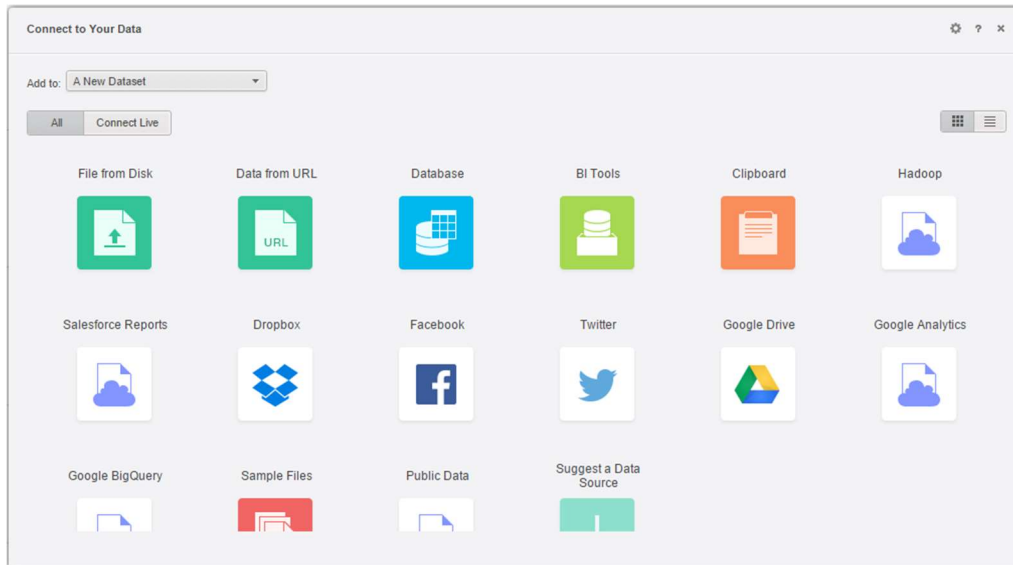 Connect to Your Data
?
Add to: A New Dataset
All Connect Live
File from Disk Data from URL Database BI Tools Clipboard Hadoop
URL
Salesforce Reports Dropbox Facebook Twitter Google Drive Google Analytics
Google BigQuery Sample Files Public Data Suggest a Data
Source